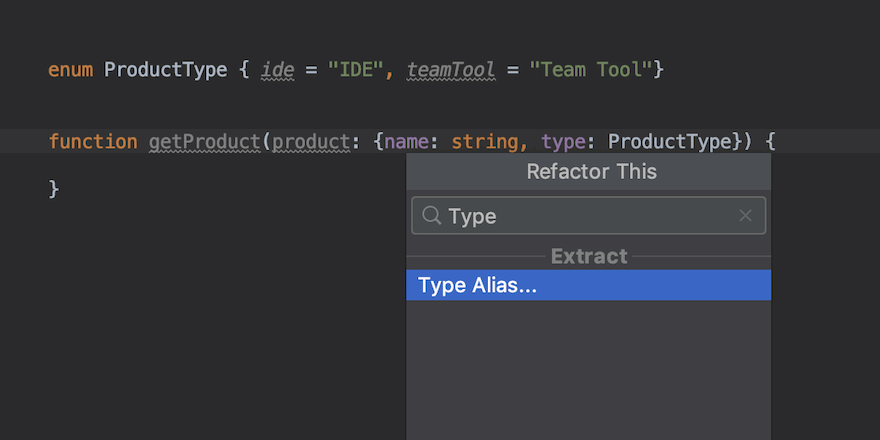 enum ProductType { ide = "IDE", teamTool = "Team Tool"}
function getProduct(product: {name: string, type: ProductType}) {
}
Refactor This
Type
Extract
Type Alias...